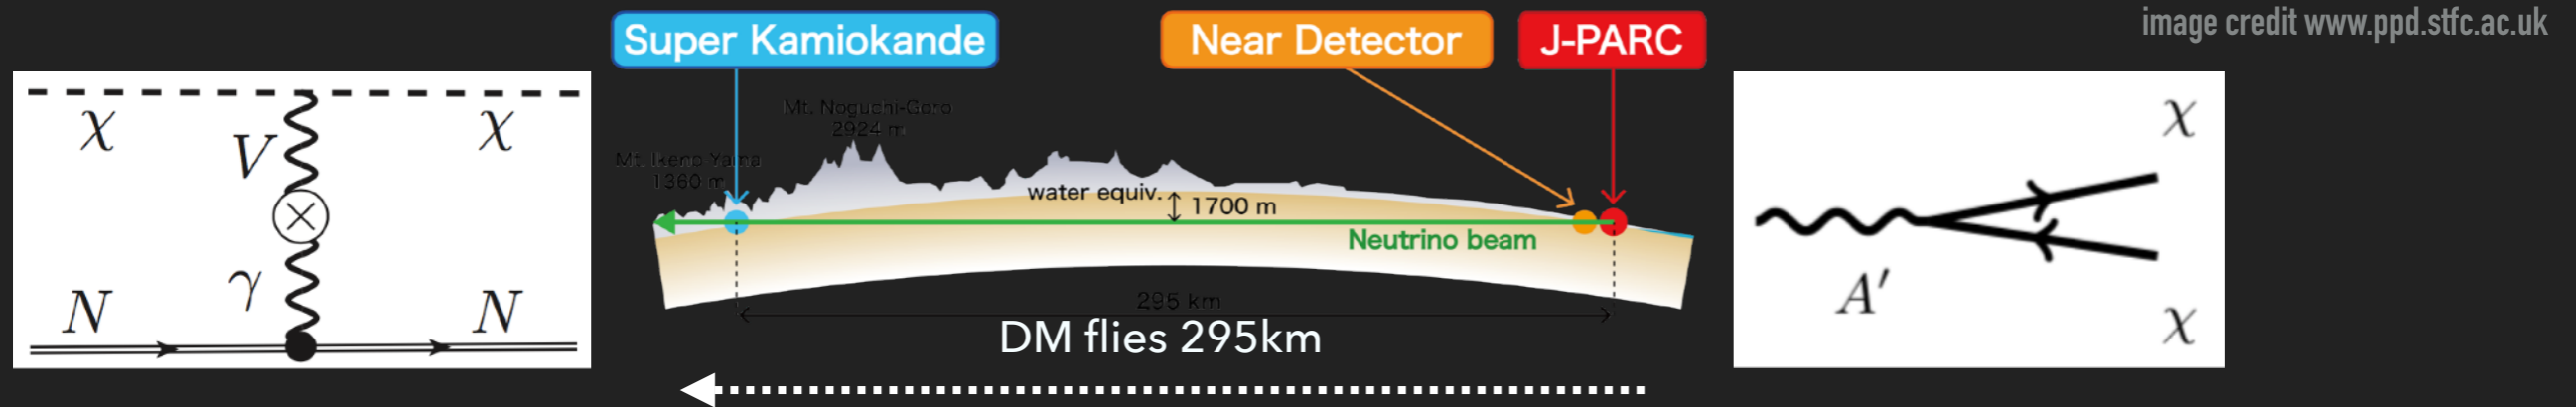 image credit www.ppd.stfc.ac.uk
Super Kamiokande
Near Detector
J-PARC
χ
χ
V
γ
N
N
Mt. Noguchi-Goro
2924 m
Mt. Ikeno Yama
1360 m
water equiv.
1700 m
Neutrino beam
295 km
DM flies 295km
χ
A′
χ